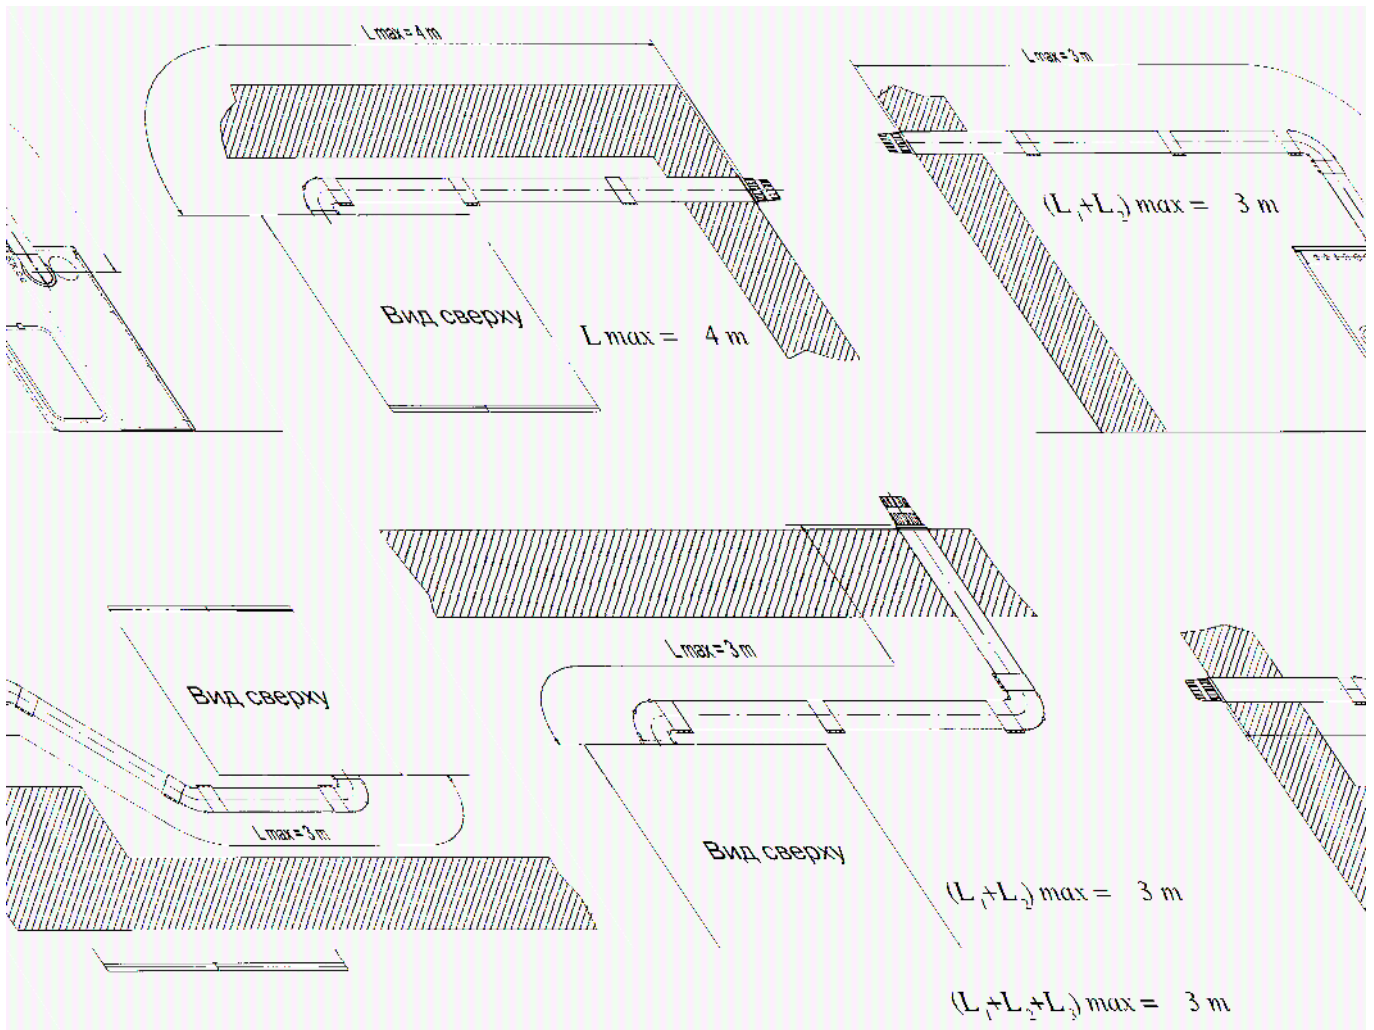 L max = 4 m
L max = 3 m
(L₁+L₂) max = 3 m
Вид сверху
L max = 4 m
L max = 3 m
Вид сверху
L max = 3 m
Вид сверху
(L₁+L₂) max = 3 m
(L₁+L₂+L₃) max = 3 m